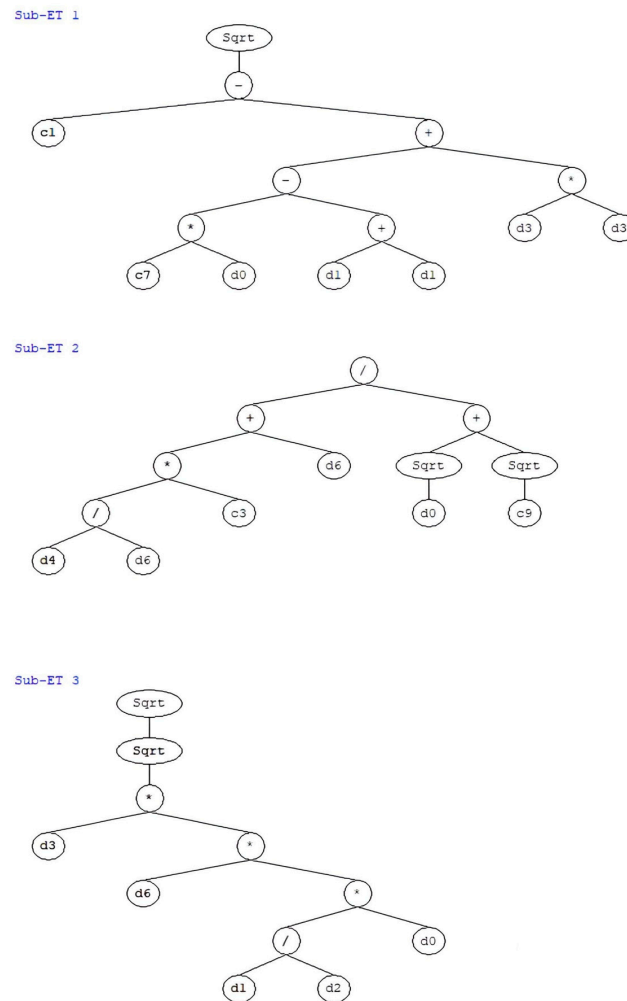 Sub-ET 1
Sqrt
-
c1 +
- *
* + d3 d3
c7 d0 d1 d1
Sub-ET 2
/
+ +
* d6 Sqrt Sqrt
/ c3 d0 c9
d4 d6
Sub-ET 3
Sqrt
Sqrt
*
d3 *
d6 *
/ d0
d1 d2